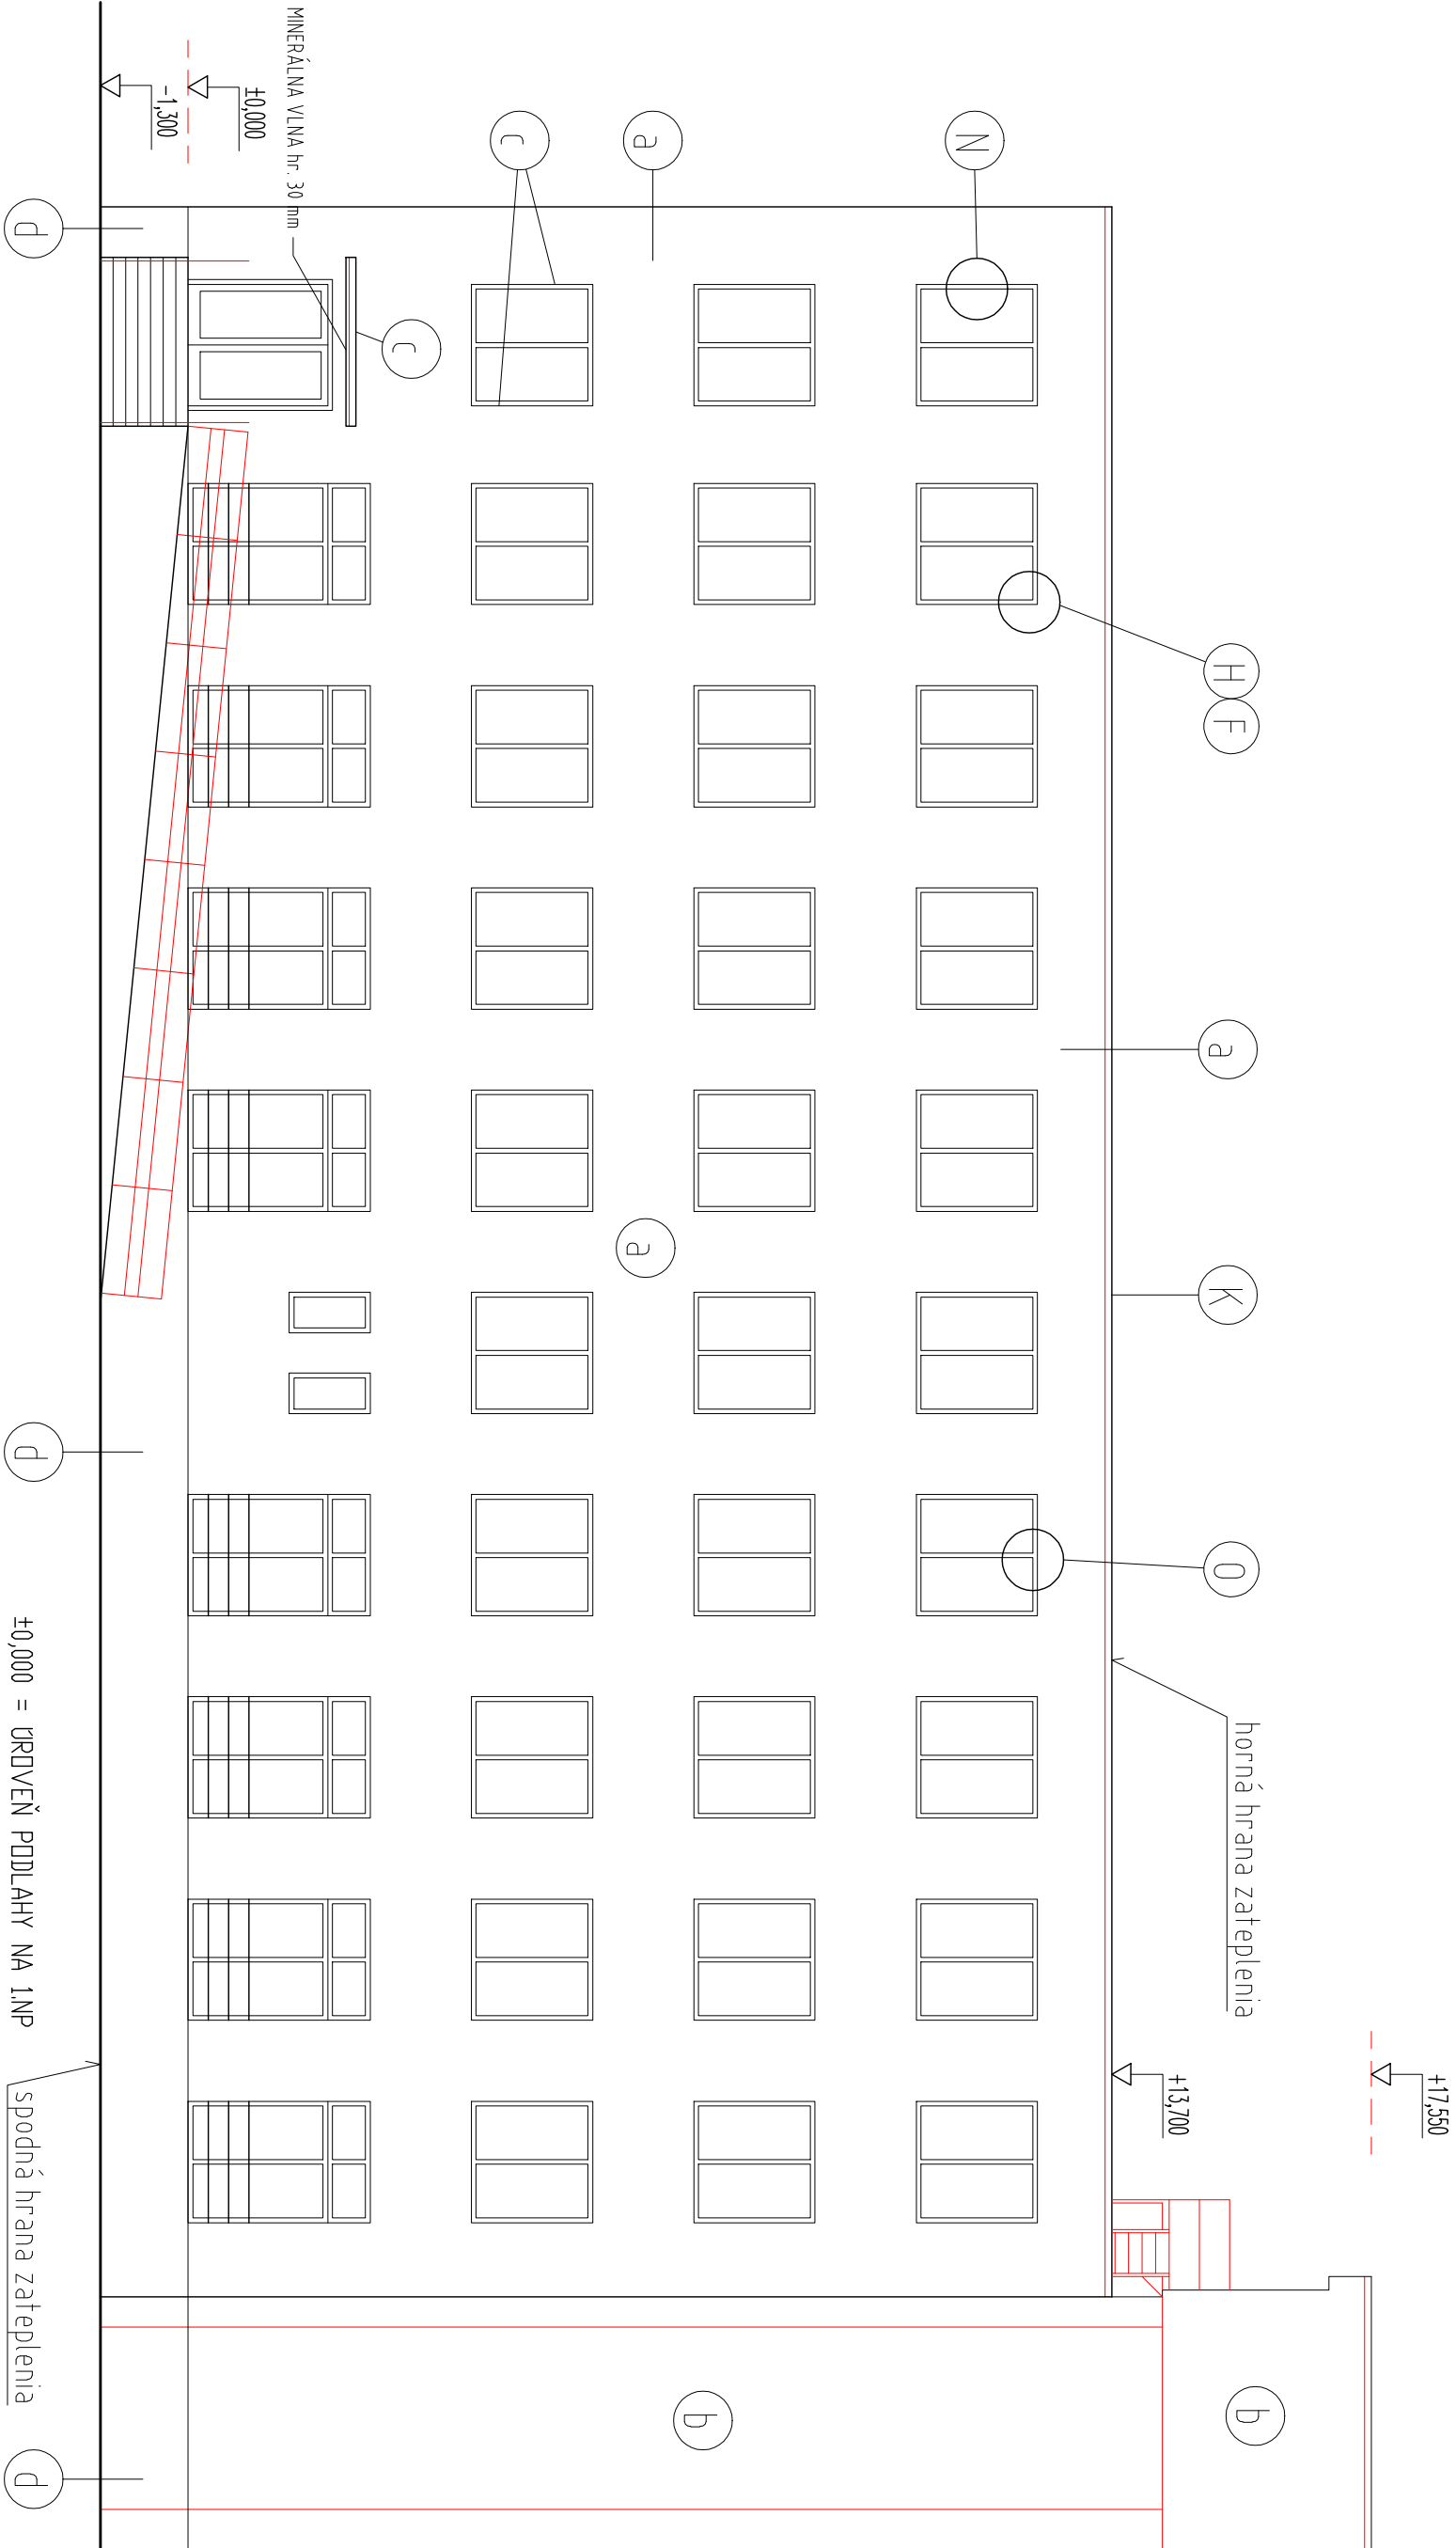 +17,550
horná hrana zateplenia
H
F
a
K
O
b
+13,700
N
a
a
b
c
c
MINERÁLNA VLNA hr. 30 mm
±0,000
-1,300
d
d
d
±0,000 = ÚROVEŇ PODLAHY NA 1.NP
spodná hrana zateplenia